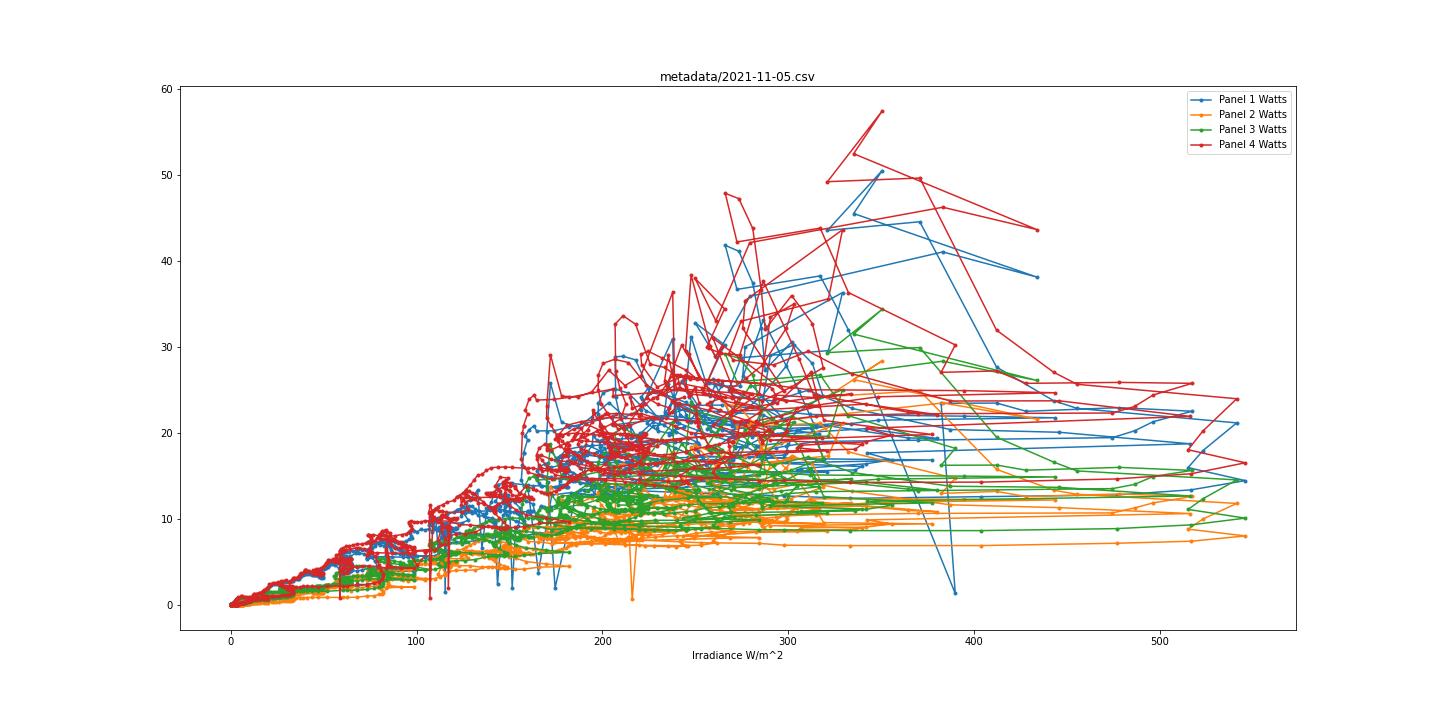 metadata/2021-11-05.csv
60
50
40
30
20
10
0
Panel 1 Watts
Panel 2 Watts
Panel 3 Watts
Panel 4 Watts
0 100 200 300 400 500
Irradiance W/m^2